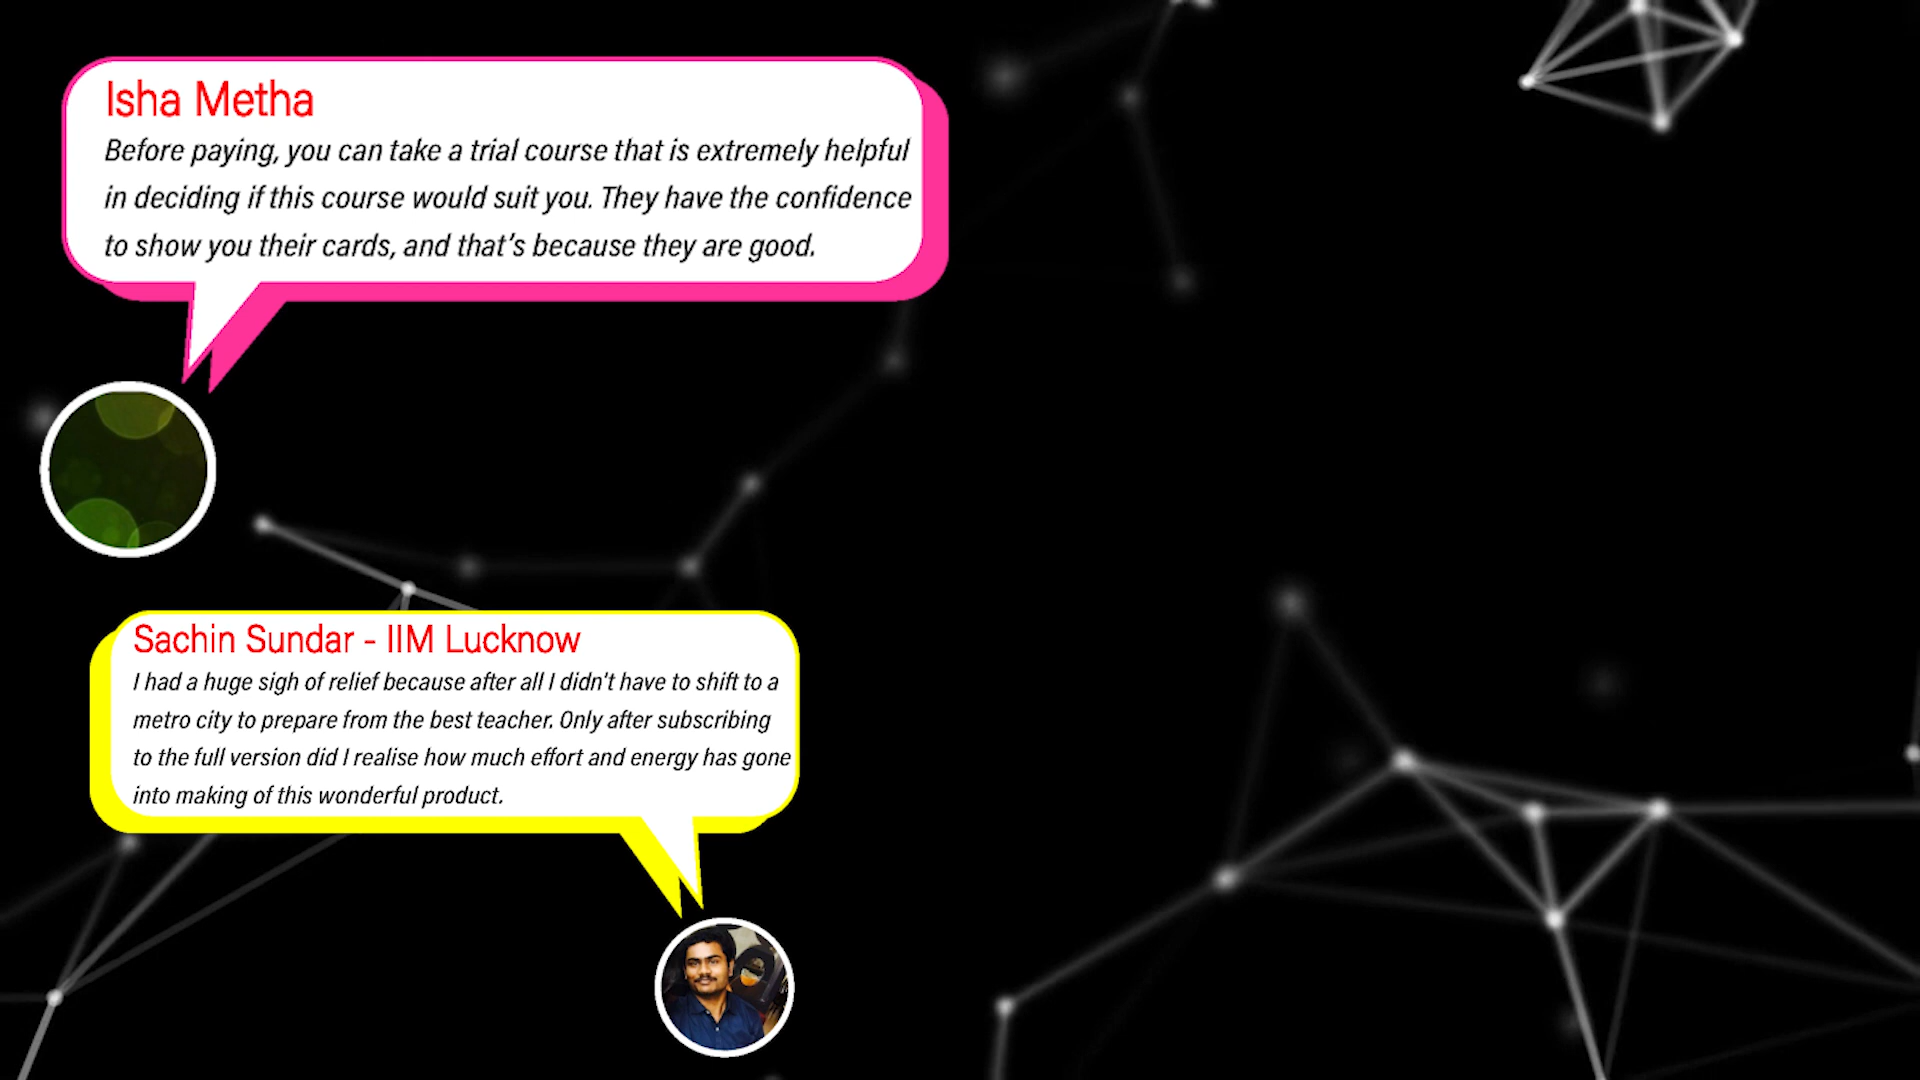 Isha Metha
Before paying, you can take a trial course that is extremely helpful
in deciding if this course would suit you. They have the confidence
to show you their cards, and that's because they are good.
Sachin Sundar - IIM Lucknow
I had a huge sigh of relief because after all I didn't have to shift to a
metro city to prepare from the best teacher. Only after subscribing
to the full version did I realise how much effort and energy has gone
into making of this wonderful product.